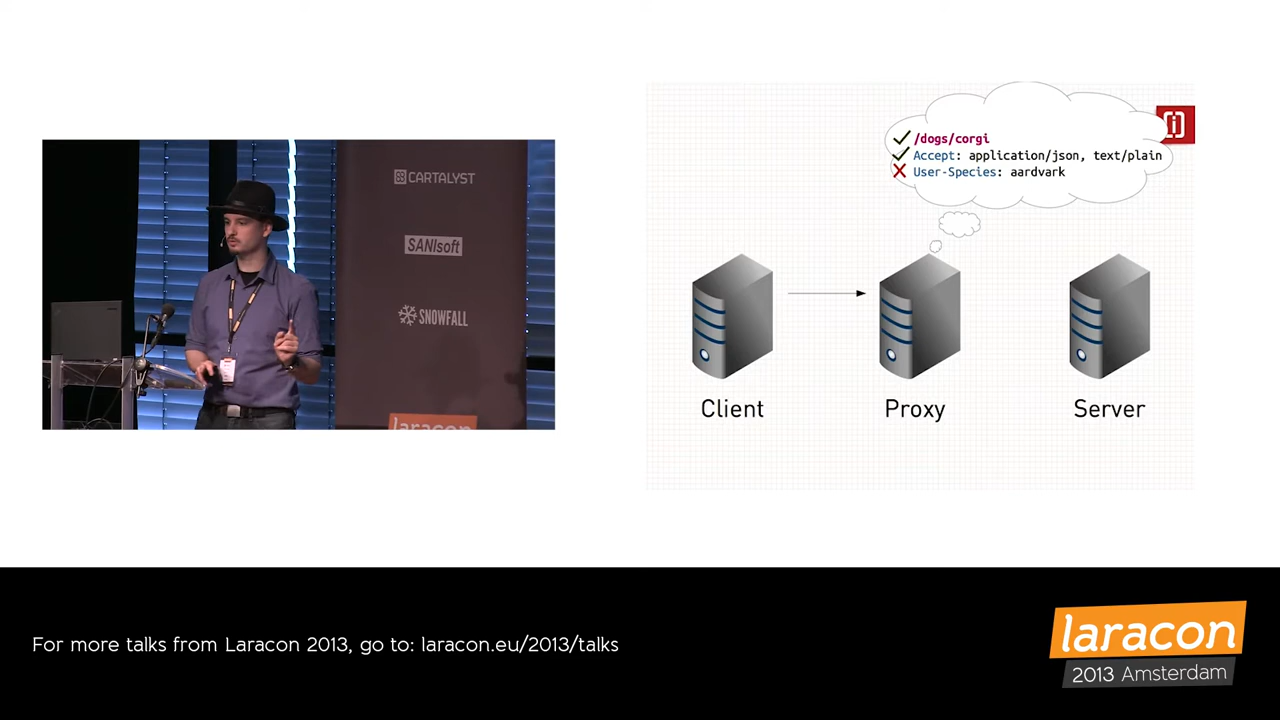 CARTALYST
SANIsoft
SNOWFALL
laracon
/dogs/corgi
Accept: application/json, text/plain
User-Species: aardvark
[i]
Client
Proxy
Server
For more talks from Laracon 2013, go to: laracon.eu/2013/talks
laracon
2013 Amsterdam